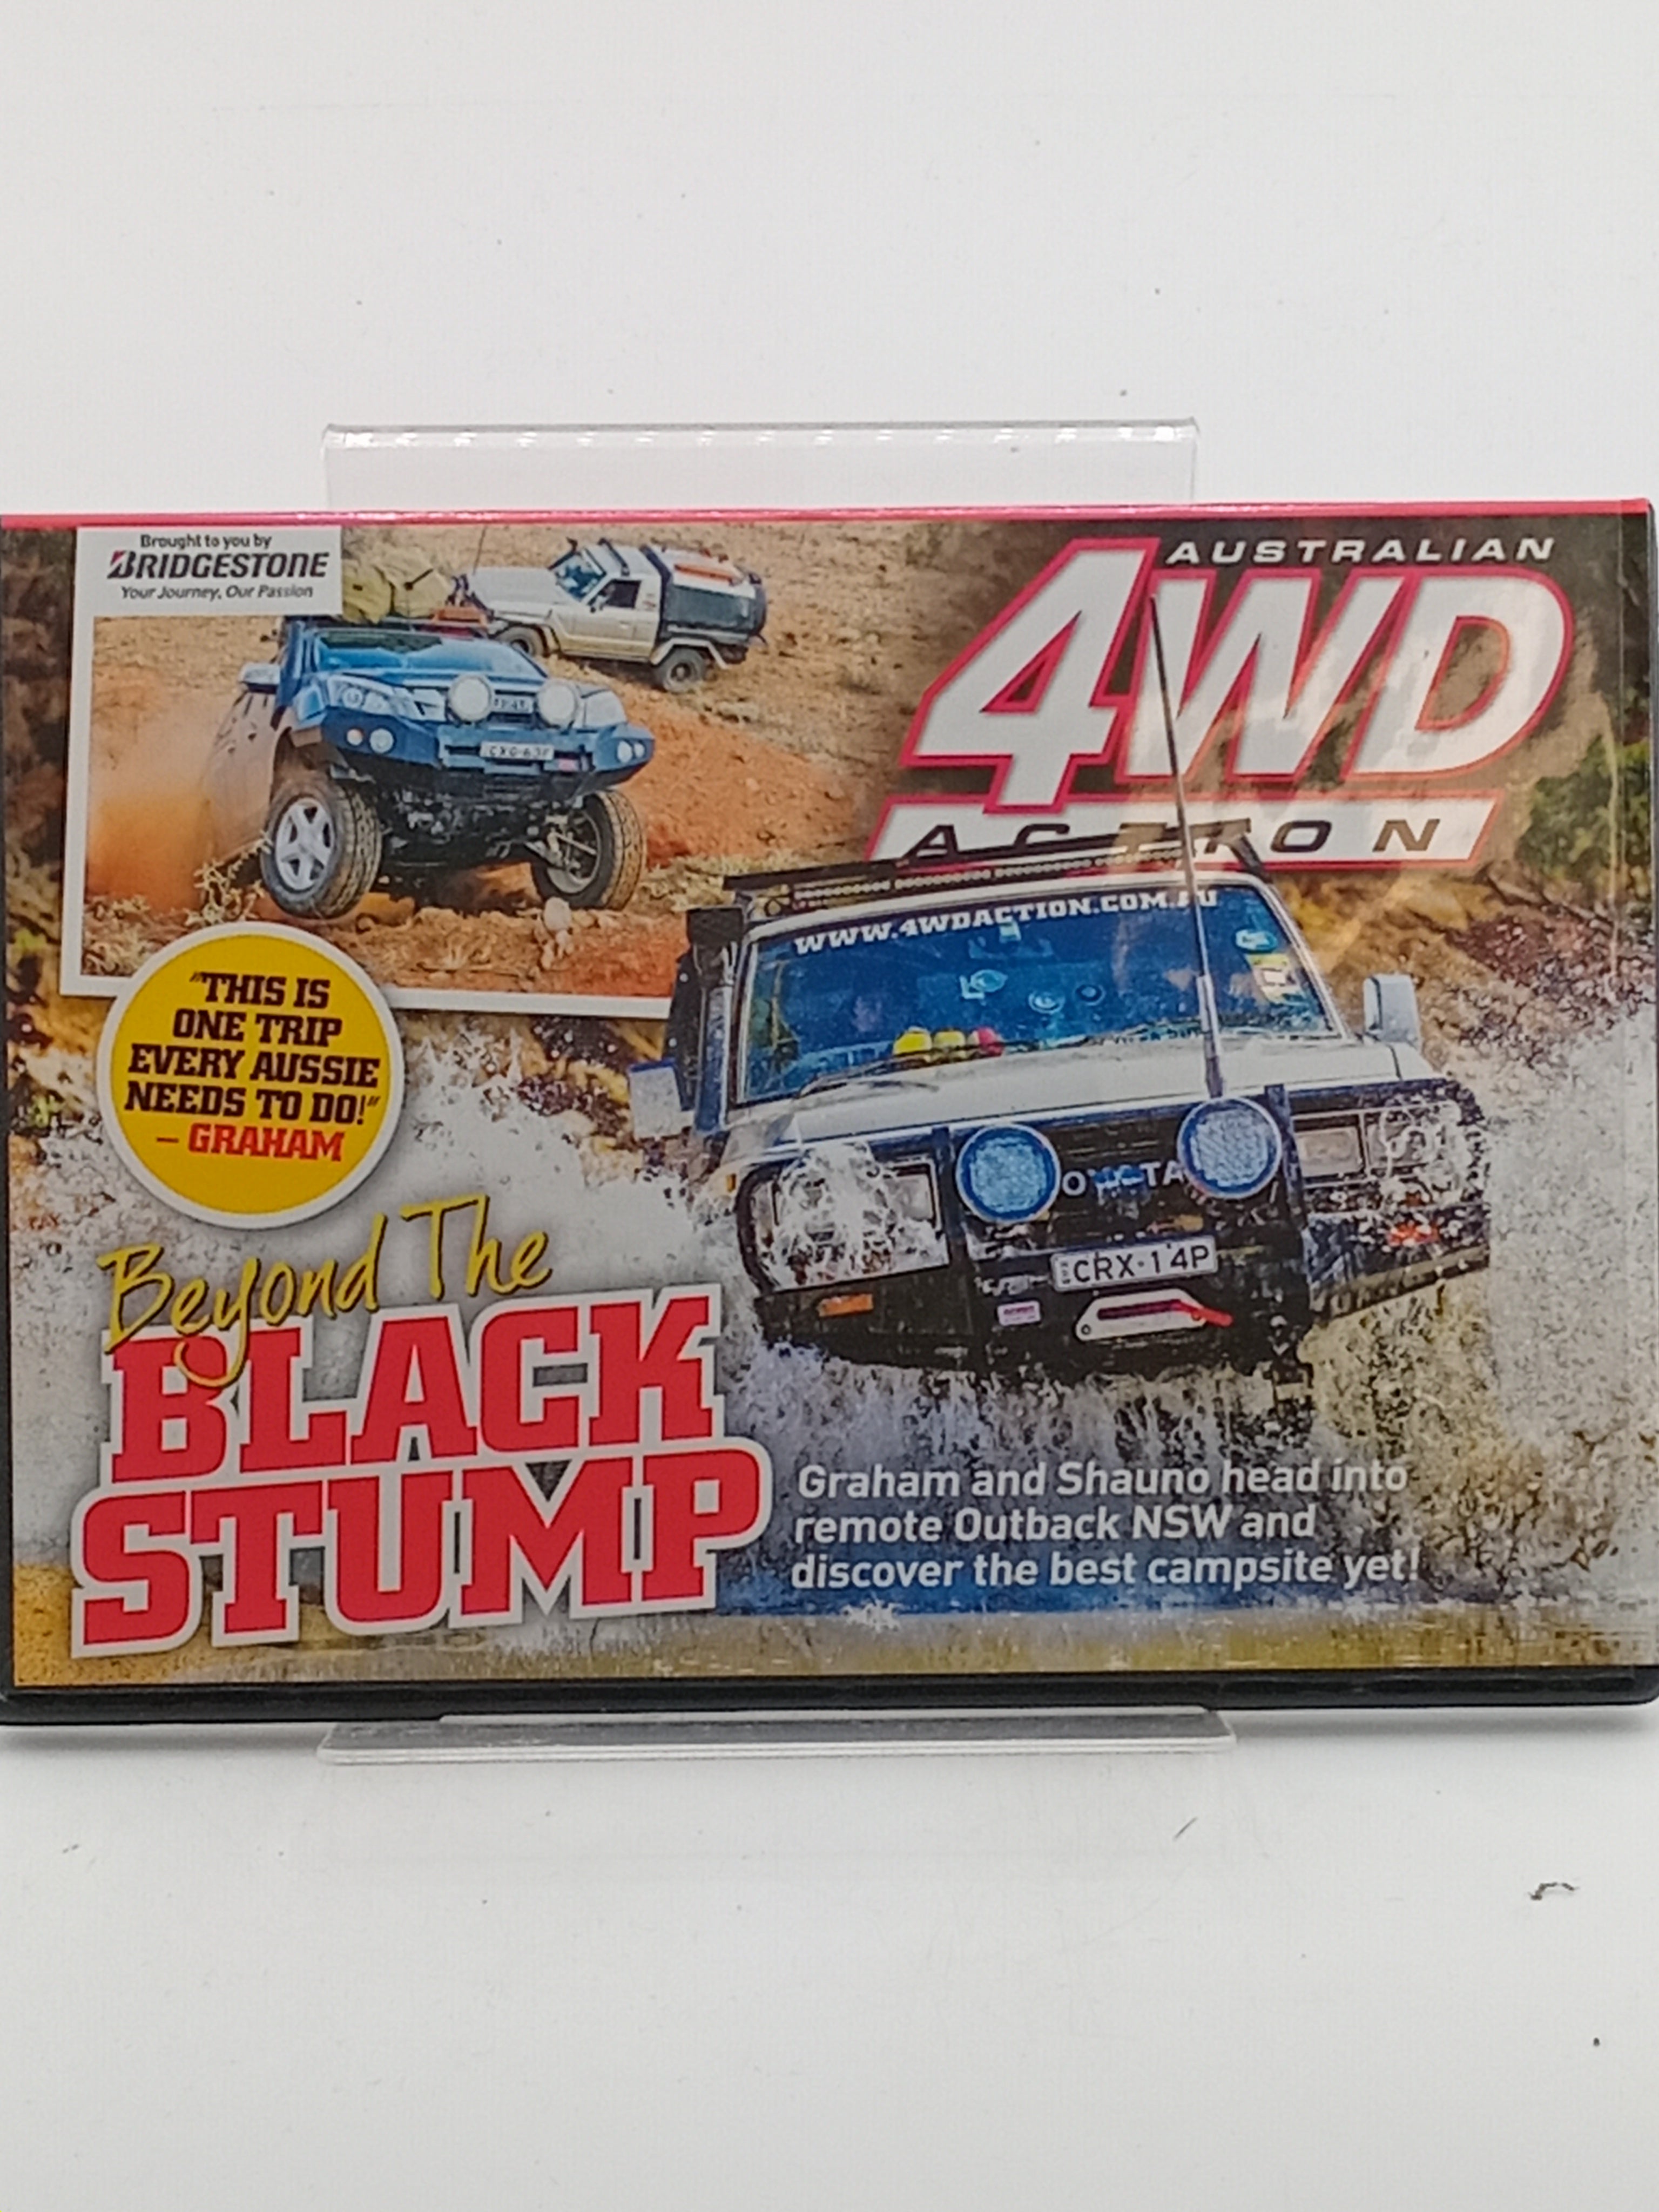 Brought to you by
BRIDGESTONE
Your Journey, Our Passion
AUSTRALIAN
4WD
ACTION
WWW.4WDACTION.COM.AU
"THIS IS
ONE TRIP
EVERY AUSSIE
NEEDS TO DO!"
– GRAHAM
CRX·14P
Beyond The
BLACK
STUMP
Graham and Shauno head into
remote Outback NSW and
discover the best campsite yet!